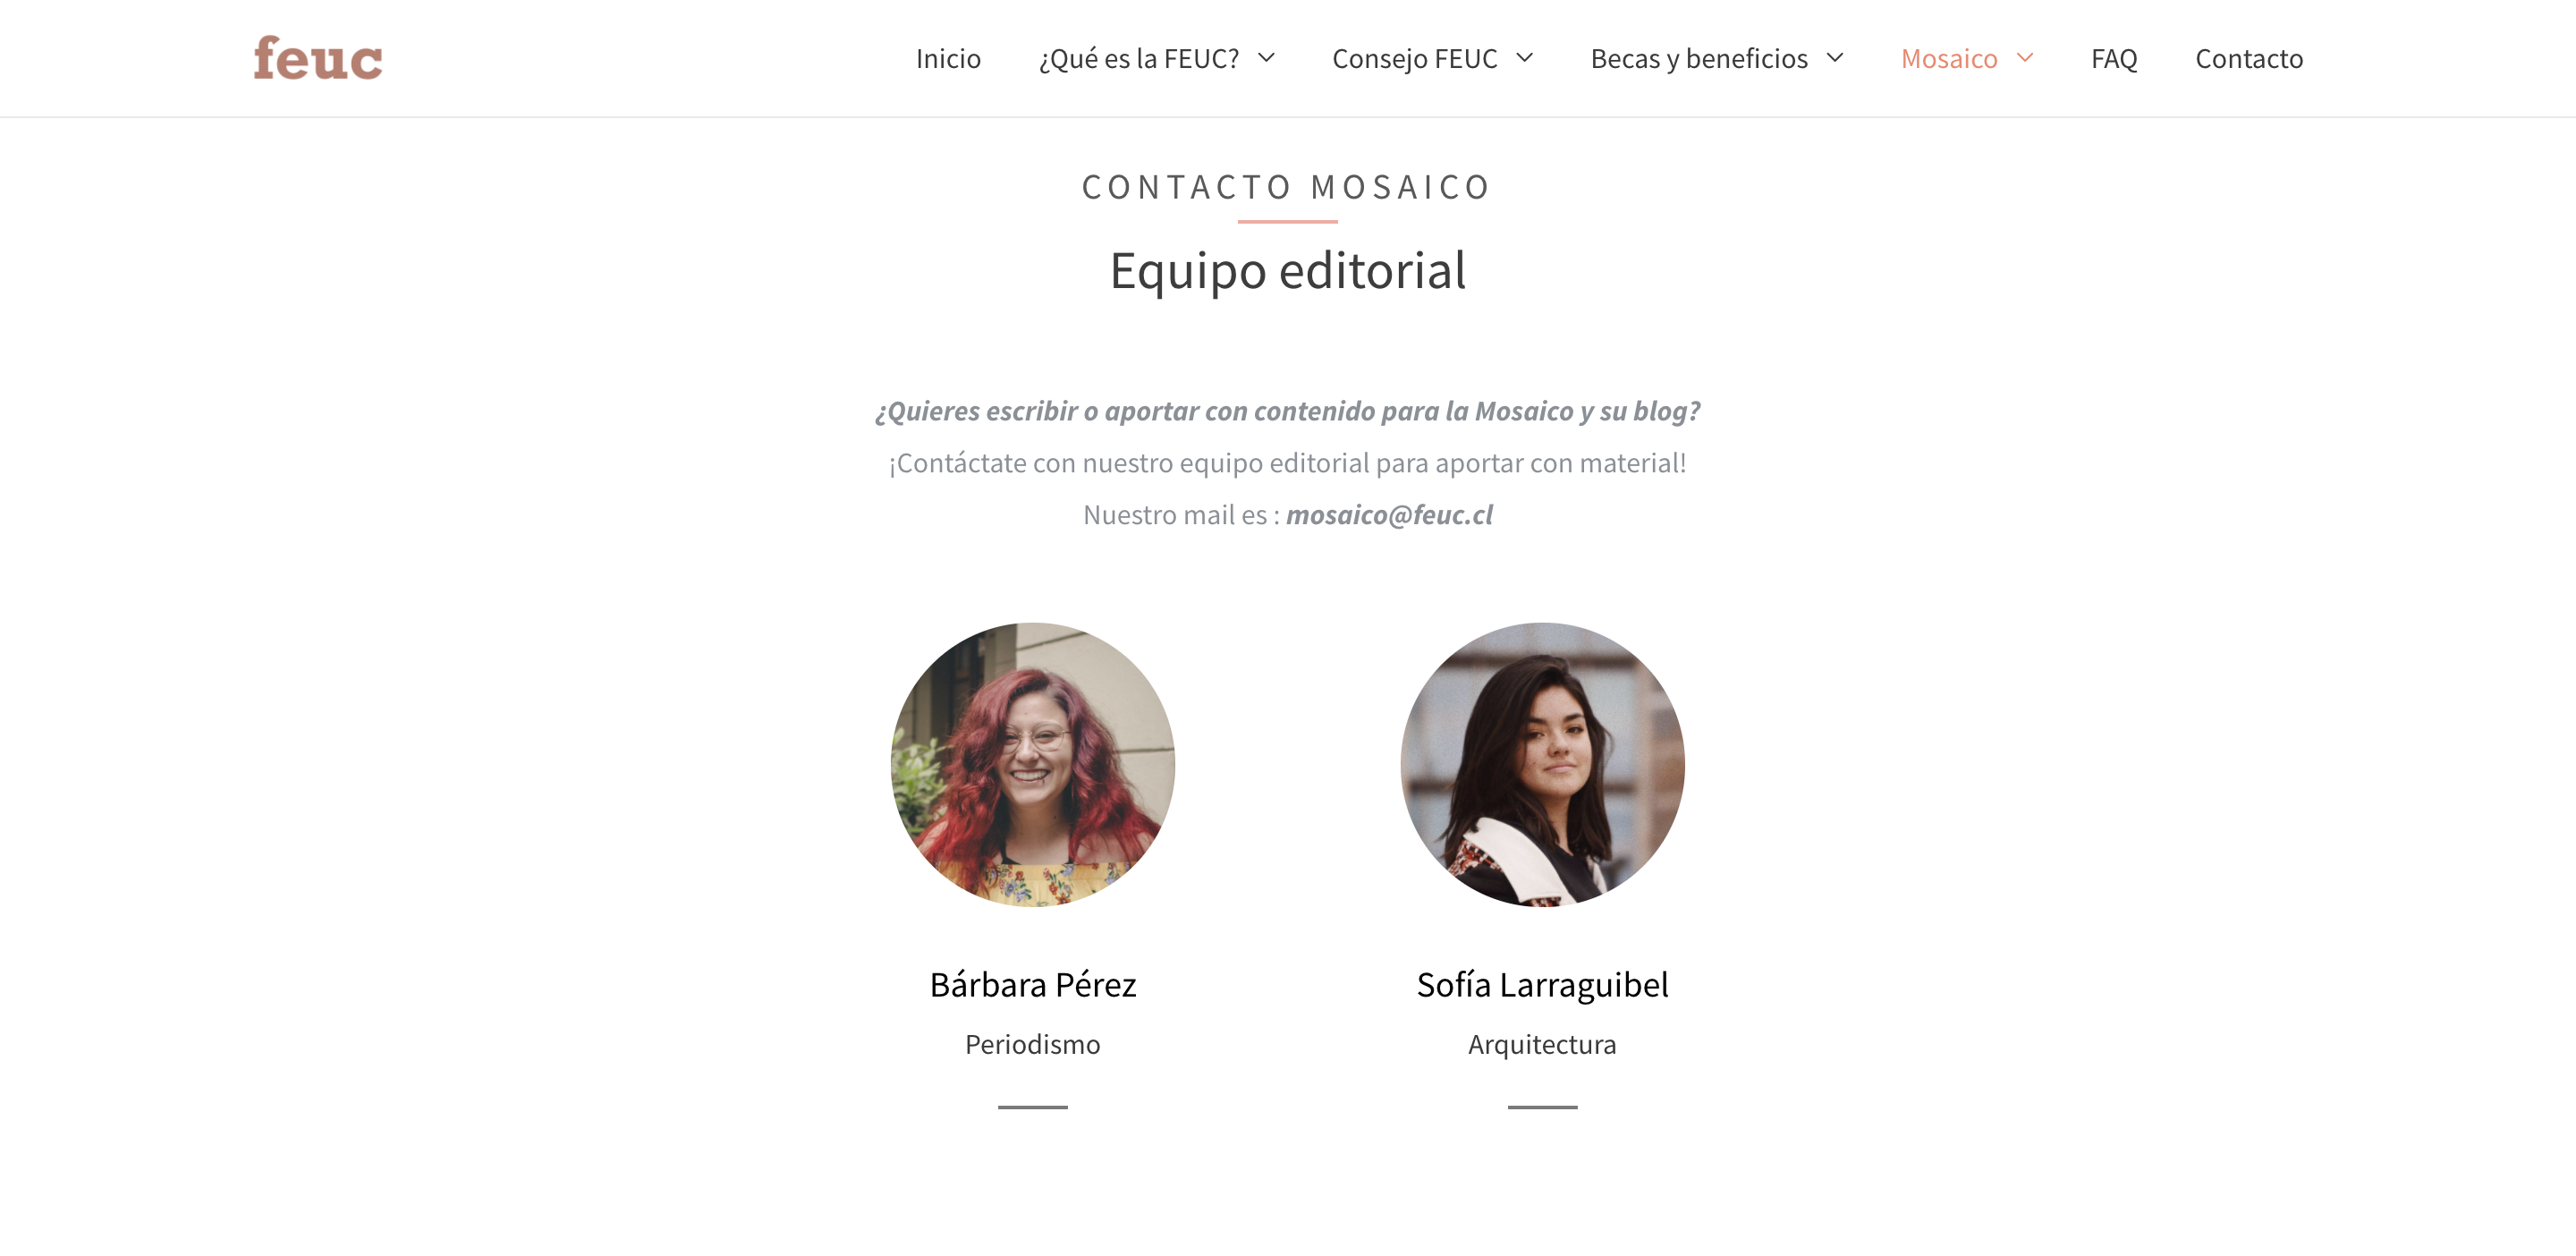 feuc
Inicio ¿Qué es la FEUC? Consejo FEUC Becas y beneficios Mosaico FAQ Contacto
CONTACTO MOSAICO
Equipo editorial
¿Quieres escribir o aportar con contenido para la Mosaico y su blog?
¡Contáctate con nuestro equipo editorial para aportar con material!
Nuestro mail es : mosaico@feuc.cl
Bárbara Pérez
Periodismo
Sofía Larraguibel
Arquitectura